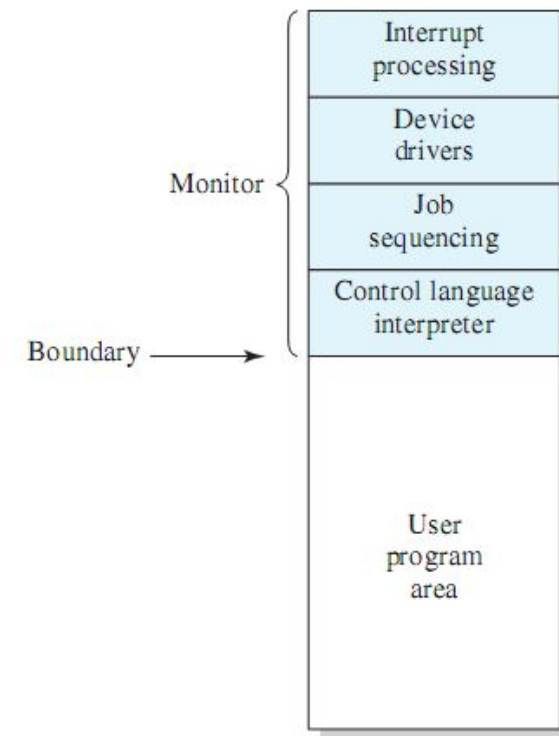 Interrupt
processing
Device
drivers
Monitor
Job
sequencing
Control language
interpreter
Boundary
User
program
area